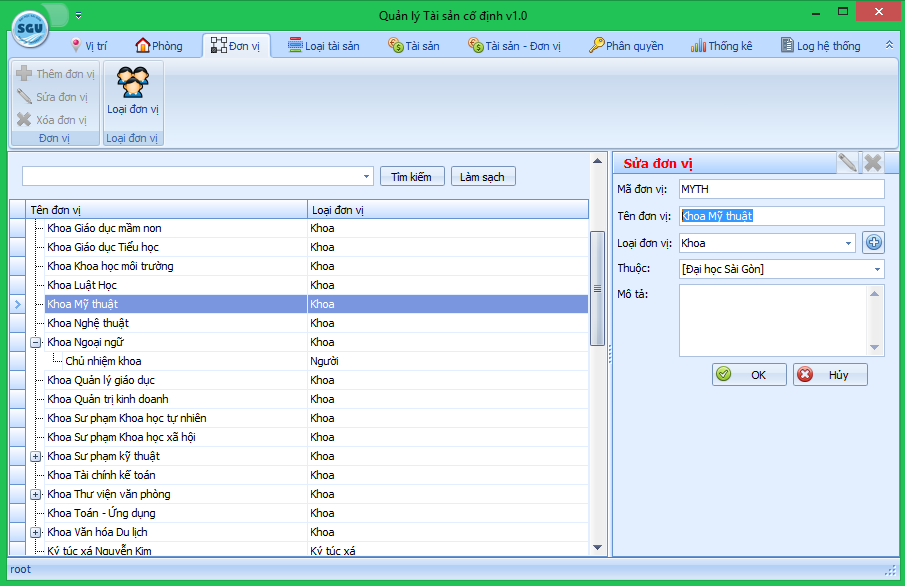 Quản lý Tài sản cố định v1.0
SGU
Vị trí Phòng Đơn vị Loại tài sản Tài sản Tài sản - Đơn vị Phân quyền Thống kê Log hệ thống
Thêm đơn vị
Sửa đơn vị
Xóa đơn vị
Đơn vị
Loại đơn vị
Loại đơn vị
Tìm kiếm Làm sạch
Tên đơn vị Loại đơn vị
Khoa Giáo dục mầm non Khoa
Khoa Giáo dục Tiểu học Khoa
Khoa Khoa học môi trường Khoa
Khoa Luật Học Khoa
Khoa Mỹ thuật Khoa
Khoa Nghệ thuật Khoa
Khoa Ngoại ngữ Khoa
Chủ nhiệm khoa Người
Khoa Quản lý giáo dục Khoa
Khoa Quản trị kinh doanh Khoa
Khoa Sư phạm Khoa học tự nhiên Khoa
Khoa Sư phạm Khoa học xã hội Khoa
Khoa Sư phạm kỹ thuật Khoa
Khoa Tài chính kế toán Khoa
Khoa Thư viện văn phòng Khoa
Khoa Toán - Ứng dụng Khoa
Khoa Văn hóa Du lịch Khoa
Ký túc xá Nguyễn Kim Ký túc xá
Sửa đơn vị
Mã đơn vị: MYTH
Tên đơn vị: Khoa Mỹ thuật
Loại đơn vị: Khoa
Thuộc: [Đại học Sài Gòn]
Mô tả:
OK Hủy
root